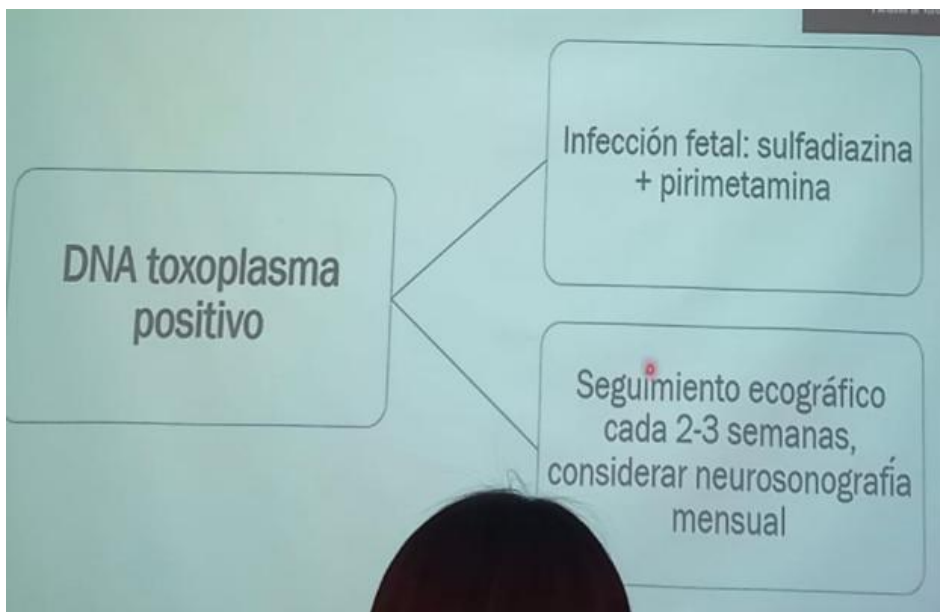 DNA toxoplasma
positivo
Infección fetal: sulfadiazina
+ pirimetamina
Seguimiento ecográfico
cada 2-3 semanas,
considerar neurosonografía
mensual